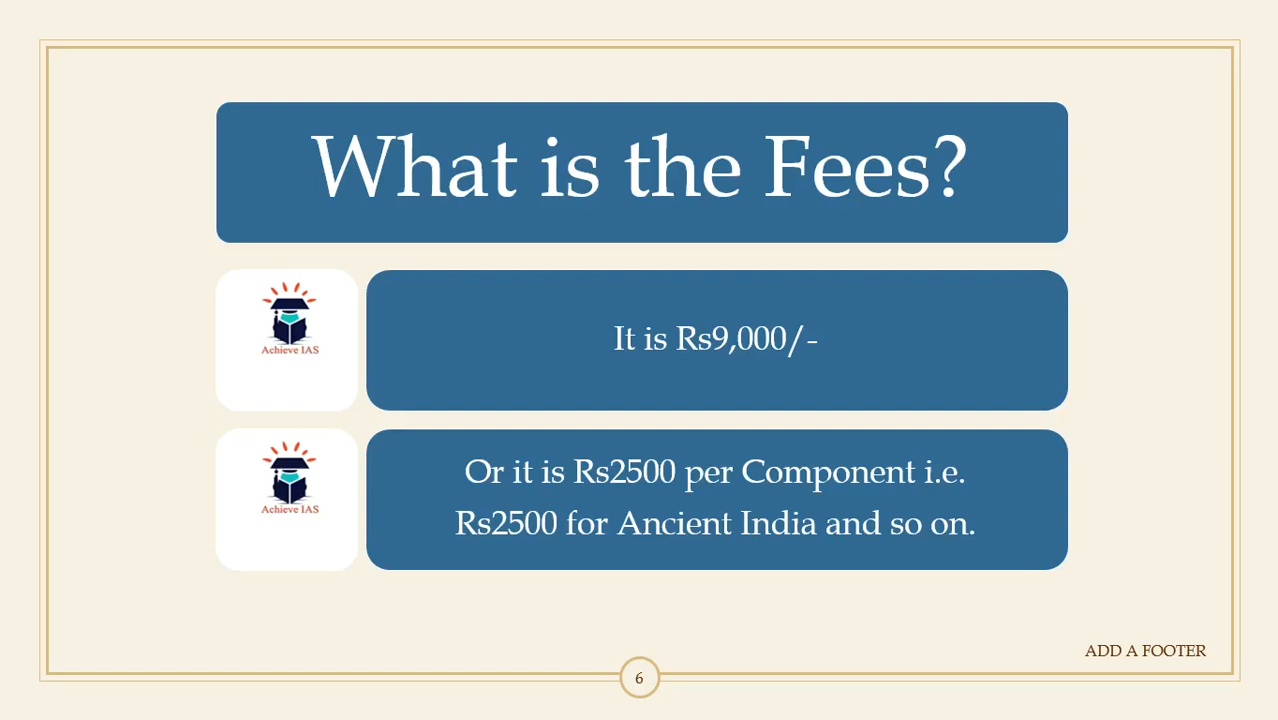 What is the Fees?
Achieve IAS
It is Rs9,000/-
Achieve IAS
Or it is Rs2500 per Component i.e.
Rs2500 for Ancient India and so on.
ADD A FOOTER
6